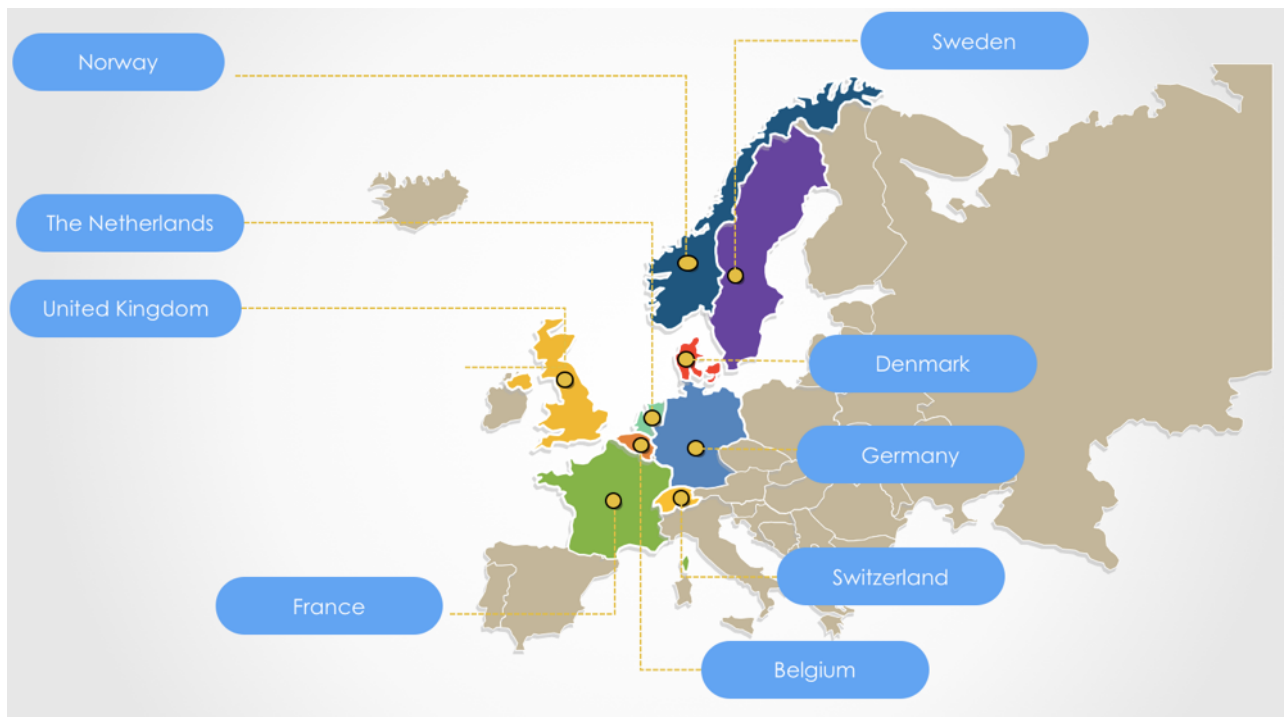 Norway
Sweden
The Netherlands
United Kingdom
Denmark
Germany
Switzerland
France
Belgium